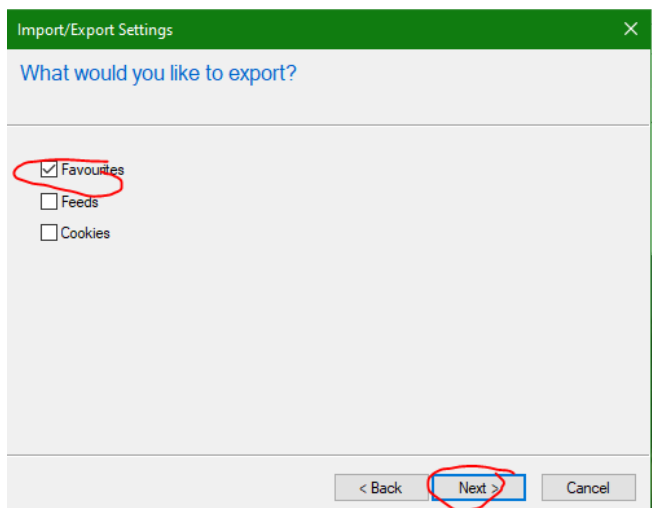 Import/Export Settings
What would you like to export?
Favourites
Feeds
Cookies
< Back Next > Cancel